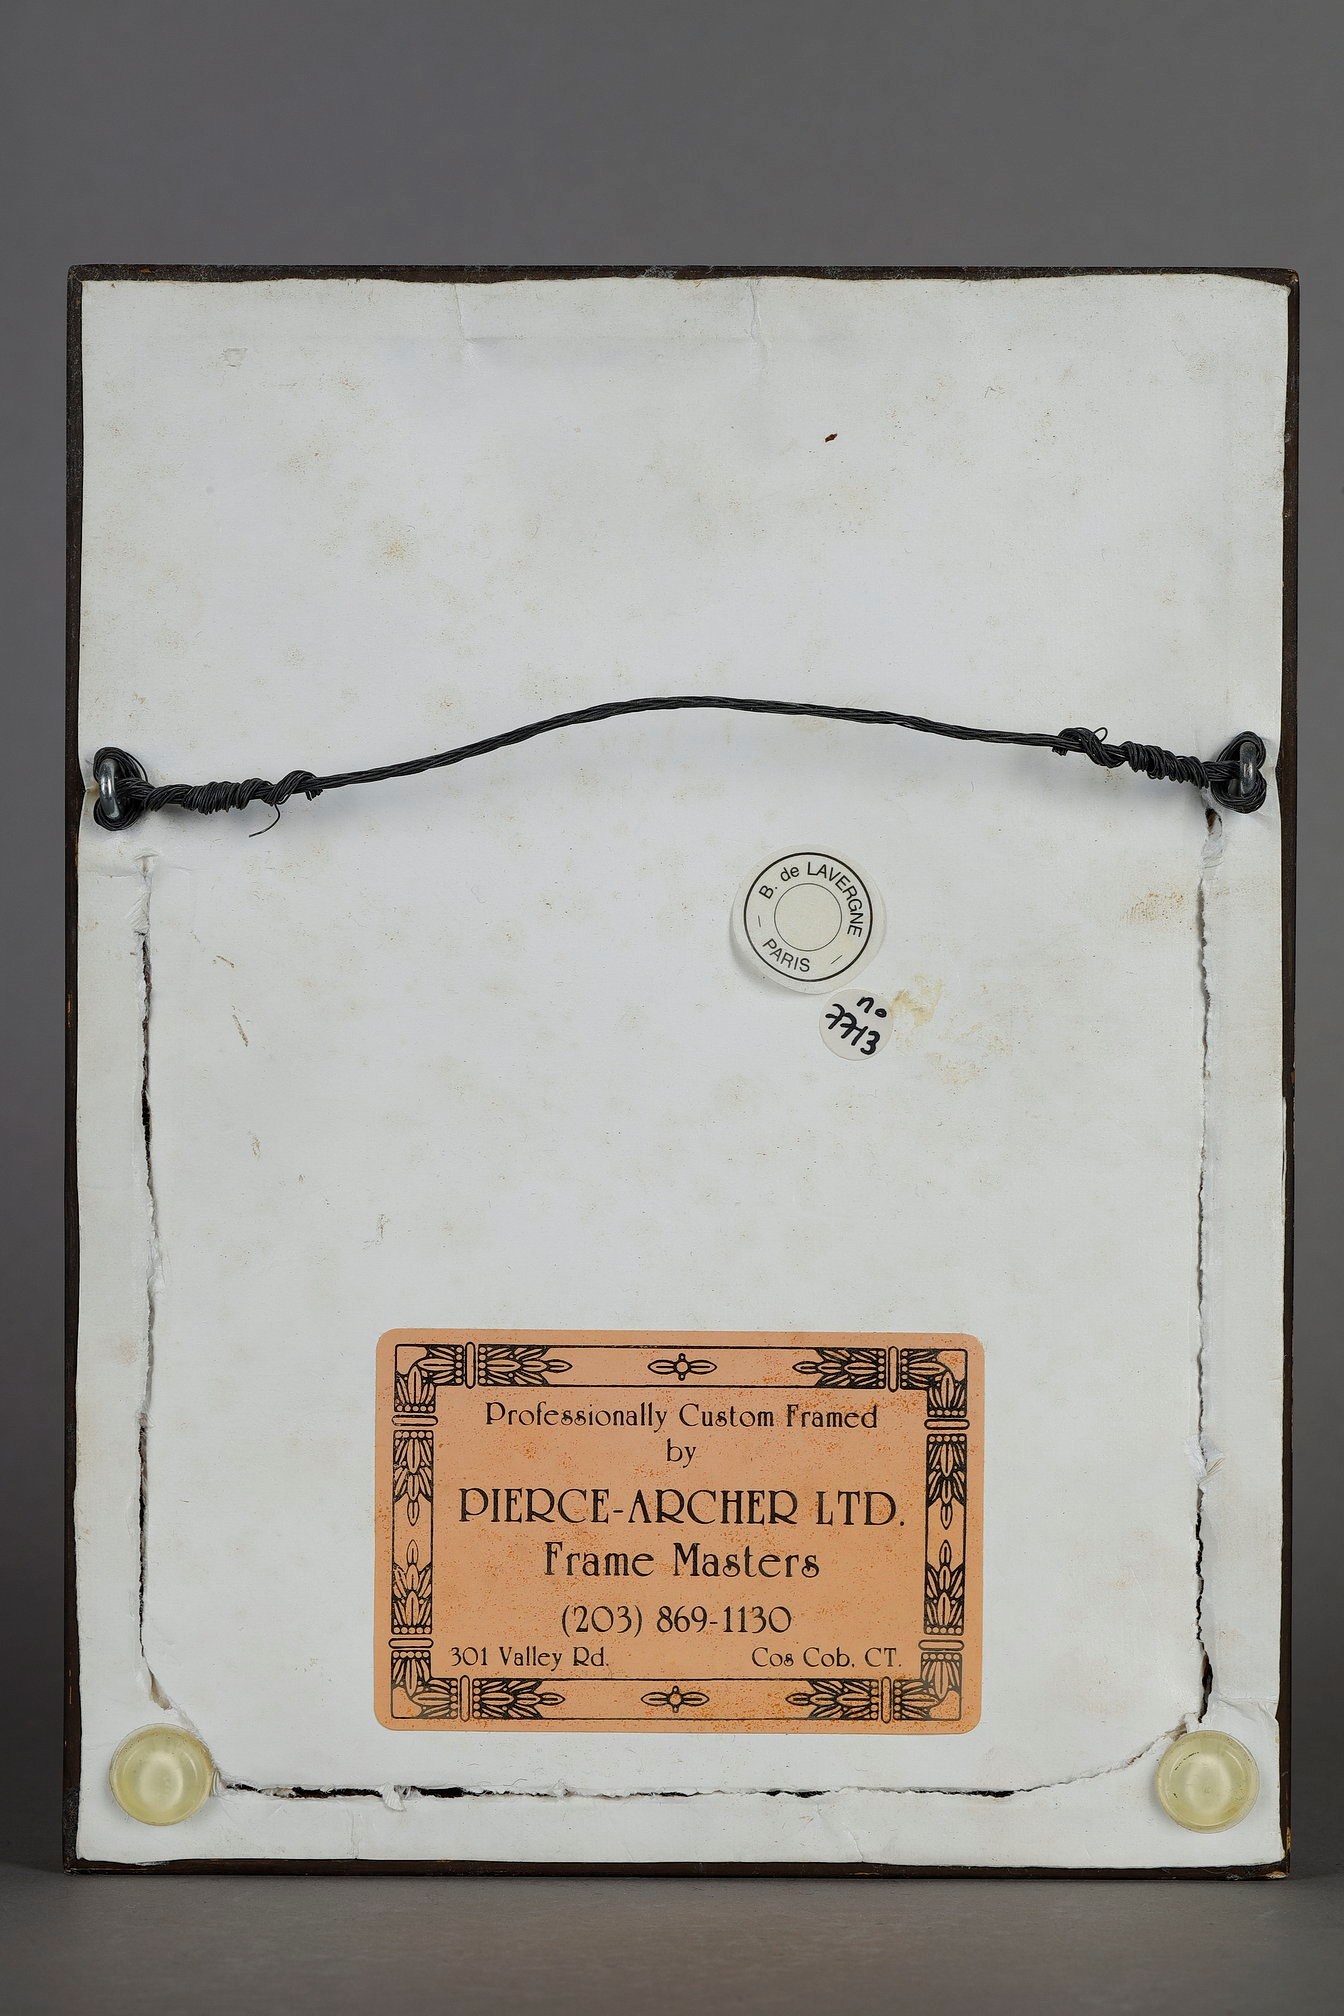 B. de LAVERGNE
– PARIS –
no
7713
Professionally Custom Framed
by
PIERCE-ARCHER LTD.
Frame Masters
(203) 869-1130
301 Valley Rd. Cos Cob, CT.